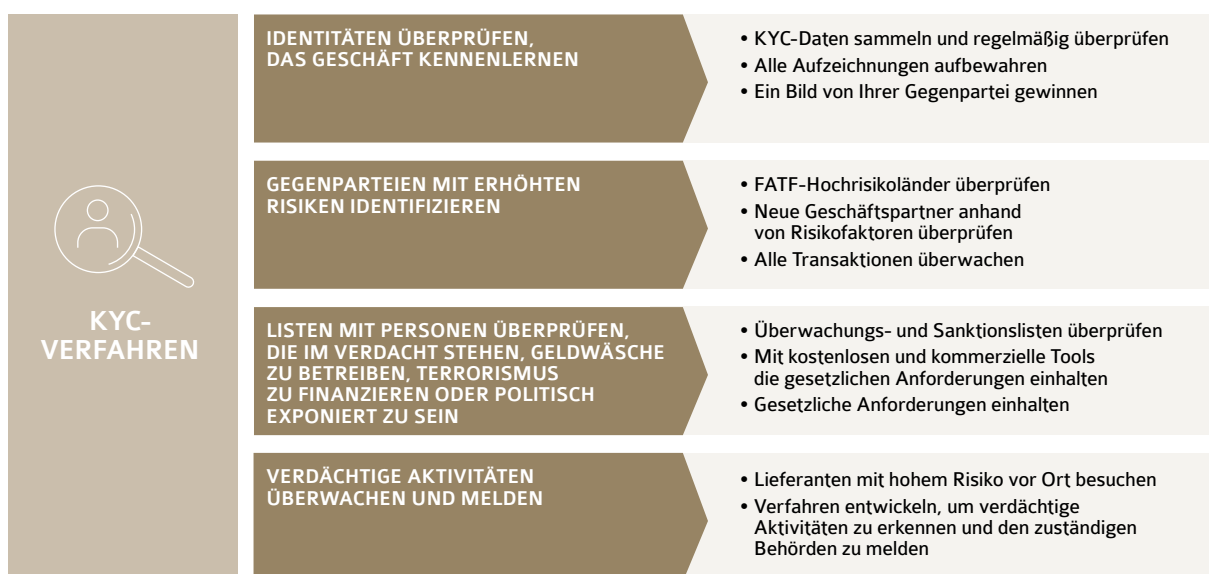 KYC-
VERFAHREN
IDENTITÄTEN ÜBERPRÜFEN,
DAS GESCHÄFT KENNENLERNEN
• KYC-Daten sammeln und regelmäßig überprüfen
• Alle Aufzeichnungen aufbewahren
• Ein Bild von Ihrer Gegenpartei gewinnen
GEGENPARTEIEN MIT ERHÖHTEN
RISIKEN IDENTIFIZIEREN
• FATF-Hochrisikoländer überprüfen
• Neue Geschäftspartner anhand
von Risikofaktoren überprüfen
• Alle Transaktionen überwachen
LISTEN MIT PERSONEN ÜBERPRÜFEN,
DIE IM VERDACHT STEHEN, GELDWÄSCHE
ZU BETREIBEN, TERRORISMUS
ZU FINANZIEREN ODER POLITISCH
EXPONIERT ZU SEIN
• Überwachungs- und Sanktionslisten überprüfen
• Mit kostenlosen und kommerzielle Tools
die gesetzlichen Anforderungen einhalten
• Gesetzliche Anforderungen einhalten
VERDÄCHTIGE AKTIVITÄTEN
ÜBERWACHEN UND MELDEN
• Lieferanten mit hohem Risiko vor Ort besuchen
• Verfahren entwickeln, um verdächtige
Aktivitäten zu erkennen und den zuständigen
Behörden zu melden